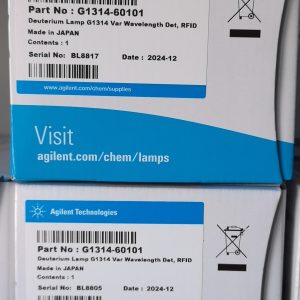 Part No : G1314-60101
Deuterium Lamp G1314 Var Wavelength Det, RFID
Made in JAPAN
Contents : 1
Serial No: BL8817 Date : 2024-12
www.agilent.com/chem/supplies
Visit
agilent.com/chem/lamps
Agilent Technologies
Part No : G1314-60101
Deuterium Lamp G1314 Var Wavelength Det, RFID
Made in JAPAN
Contents : 1
Serial No: BL8805 Date : 2024-12